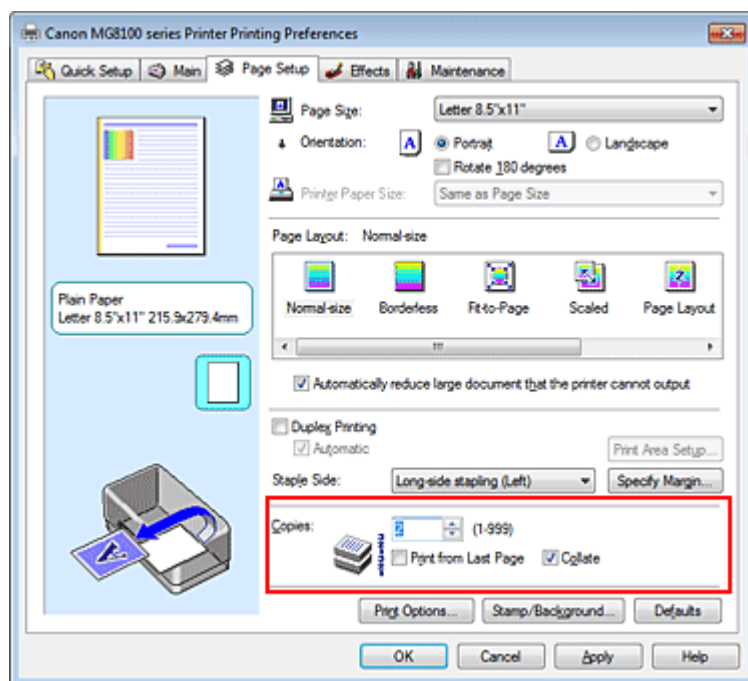 Canon MG8100 series Printer Printing Preferences
Quick Setup Main Page Setup Effects Maintenance
Page Size: Letter 8.5"x11"
Orientation: A Portrait A Landscape
Rotate 180 degrees
Printer Paper Size: Same as Page Size
Page Layout: Normal-size
Normal-size Borderless Fit-to-Page Scaled Page Layout
Plain Paper
Letter 8.5"x11" 215.9x279.4mm
Automatically reduce large document that the printer cannot output
Duplex Printing
Automatic
Print Area Setup...
Staple Side: Long-side stapling (Left) Specify Margin...
Copies: 2 (1-999)
Print from Last Page Collate
Print Options... Stamp/Background... Defaults
OK Cancel Apply Help